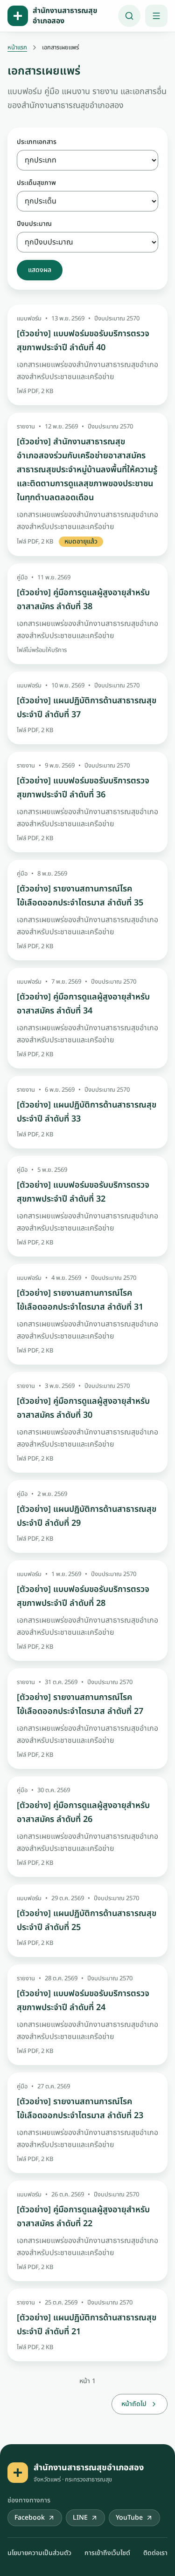 สำนักงานสาธารณสุข
อำเภอสอง
หน้าแรก > เอกสารเผยแพร่
เอกสารเผยแพร่
แบบฟอร์ม คู่มือ แผนงาน รายงาน และเอกสารอื่น
ของสำนักงานสาธารณสุขอำเภอสอง
ประเภทเอกสาร
ทุกประเภท
ประเด็นสุขภาพ
ทุกประเด็น
ปีงบประมาณ
ทุกปีงบประมาณ
แสดงผล
แบบฟอร์ม • 13 พ.ย. 2569 • ปีงบประมาณ 2570
[ตัวอย่าง] แบบฟอร์มขอรับบริการตรวจ
สุขภาพประจำปี ลำดับที่ 40
เอกสารเผยแพร่ของสำนักงานสาธารณสุขอำเภอ
สองสำหรับประชาชนและเครือข่าย
ไฟล์ PDF, 2 KB
รายงาน • 12 พ.ย. 2569 • ปีงบประมาณ 2570
[ตัวอย่าง] สำนักงานสาธารณสุข
อำเภอสองร่วมกับเครือข่ายอาสาสมัคร
สาธารณสุขประจำหมู่บ้านลงพื้นที่ให้ความรู้
และติดตามการดูแลสุขภาพของประชาชน
ในทุกตำบลตลอดเดือน
เอกสารเผยแพร่ของสำนักงานสาธารณสุขอำเภอ
สองสำหรับประชาชนและเครือข่าย
ไฟล์ PDF, 2 KB หมดอายุแล้ว
คู่มือ • 11 พ.ย. 2569
[ตัวอย่าง] คู่มือการดูแลผู้สูงอายุสำหรับ
อาสาสมัคร ลำดับที่ 38
เอกสารเผยแพร่ของสำนักงานสาธารณสุขอำเภอ
สองสำหรับประชาชนและเครือข่าย
ไฟล์ไม่พร้อมให้บริการ
แบบฟอร์ม • 10 พ.ย. 2569 • ปีงบประมาณ 2570
[ตัวอย่าง] แผนปฏิบัติการด้านสาธารณสุข
ประจำปี ลำดับที่ 37
ไฟล์ PDF, 2 KB
รายงาน • 9 พ.ย. 2569 • ปีงบประมาณ 2570
[ตัวอย่าง] แบบฟอร์มขอรับบริการตรวจ
สุขภาพประจำปี ลำดับที่ 36
เอกสารเผยแพร่ของสำนักงานสาธารณสุขอำเภอ
สองสำหรับประชาชนและเครือข่าย
ไฟล์ PDF, 2 KB
คู่มือ • 8 พ.ย. 2569
[ตัวอย่าง] รายงานสถานการณ์โรค
ไข้เลือดออกประจำไตรมาส ลำดับที่ 35
เอกสารเผยแพร่ของสำนักงานสาธารณสุขอำเภอ
สองสำหรับประชาชนและเครือข่าย
ไฟล์ PDF, 2 KB
แบบฟอร์ม • 7 พ.ย. 2569 • ปีงบประมาณ 2570
[ตัวอย่าง] คู่มือการดูแลผู้สูงอายุสำหรับ
อาสาสมัคร ลำดับที่ 34
เอกสารเผยแพร่ของสำนักงานสาธารณสุขอำเภอ
สองสำหรับประชาชนและเครือข่าย
ไฟล์ PDF, 2 KB
รายงาน • 6 พ.ย. 2569 • ปีงบประมาณ 2570
[ตัวอย่าง] แผนปฏิบัติการด้านสาธารณสุข
ประจำปี ลำดับที่ 33
ไฟล์ PDF, 2 KB
คู่มือ • 5 พ.ย. 2569
[ตัวอย่าง] แบบฟอร์มขอรับบริการตรวจ
สุขภาพประจำปี ลำดับที่ 32
เอกสารเผยแพร่ของสำนักงานสาธารณสุขอำเภอ
สองสำหรับประชาชนและเครือข่าย
ไฟล์ PDF, 2 KB
แบบฟอร์ม • 4 พ.ย. 2569 • ปีงบประมาณ 2570
[ตัวอย่าง] รายงานสถานการณ์โรค
ไข้เลือดออกประจำไตรมาส ลำดับที่ 31
เอกสารเผยแพร่ของสำนักงานสาธารณสุขอำเภอ
สองสำหรับประชาชนและเครือข่าย
ไฟล์ PDF, 2 KB
รายงาน • 3 พ.ย. 2569 • ปีงบประมาณ 2570
[ตัวอย่าง] คู่มือการดูแลผู้สูงอายุสำหรับ
อาสาสมัคร ลำดับที่ 30
เอกสารเผยแพร่ของสำนักงานสาธารณสุขอำเภอ
สองสำหรับประชาชนและเครือข่าย
ไฟล์ PDF, 2 KB
คู่มือ • 2 พ.ย. 2569
[ตัวอย่าง] แผนปฏิบัติการด้านสาธารณสุข
ประจำปี ลำดับที่ 29
ไฟล์ PDF, 2 KB
แบบฟอร์ม • 1 พ.ย. 2569 • ปีงบประมาณ 2570
[ตัวอย่าง] แบบฟอร์มขอรับบริการตรวจ
สุขภาพประจำปี ลำดับที่ 28
เอกสารเผยแพร่ของสำนักงานสาธารณสุขอำเภอ
สองสำหรับประชาชนและเครือข่าย
ไฟล์ PDF, 2 KB
รายงาน • 31 ต.ค. 2569 • ปีงบประมาณ 2570
[ตัวอย่าง] รายงานสถานการณ์โรค
ไข้เลือดออกประจำไตรมาส ลำดับที่ 27
เอกสารเผยแพร่ของสำนักงานสาธารณสุขอำเภอ
สองสำหรับประชาชนและเครือข่าย
ไฟล์ PDF, 2 KB
คู่มือ • 30 ต.ค. 2569
[ตัวอย่าง] คู่มือการดูแลผู้สูงอายุสำหรับ
อาสาสมัคร ลำดับที่ 26
เอกสารเผยแพร่ของสำนักงานสาธารณสุขอำเภอ
สองสำหรับประชาชนและเครือข่าย
ไฟล์ PDF, 2 KB
แบบฟอร์ม • 29 ต.ค. 2569 • ปีงบประมาณ 2570
[ตัวอย่าง] แผนปฏิบัติการด้านสาธารณสุข
ประจำปี ลำดับที่ 25
ไฟล์ PDF, 2 KB
รายงาน • 28 ต.ค. 2569 • ปีงบประมาณ 2570
[ตัวอย่าง] แบบฟอร์มขอรับบริการตรวจ
สุขภาพประจำปี ลำดับที่ 24
เอกสารเผยแพร่ของสำนักงานสาธารณสุขอำเภอ
สองสำหรับประชาชนและเครือข่าย
ไฟล์ PDF, 2 KB
คู่มือ • 27 ต.ค. 2569
[ตัวอย่าง] รายงานสถานการณ์โรค
ไข้เลือดออกประจำไตรมาส ลำดับที่ 23
เอกสารเผยแพร่ของสำนักงานสาธารณสุขอำเภอ
สองสำหรับประชาชนและเครือข่าย
ไฟล์ PDF, 2 KB
แบบฟอร์ม • 26 ต.ค. 2569 • ปีงบประมาณ 2570
[ตัวอย่าง] คู่มือการดูแลผู้สูงอายุสำหรับ
อาสาสมัคร ลำดับที่ 22
เอกสารเผยแพร่ของสำนักงานสาธารณสุขอำเภอ
สองสำหรับประชาชนและเครือข่าย
ไฟล์ PDF, 2 KB
รายงาน • 25 ต.ค. 2569 • ปีงบประมาณ 2570
[ตัวอย่าง] แผนปฏิบัติการด้านสาธารณสุข
ประจำปี ลำดับที่ 21
ไฟล์ PDF, 2 KB
หน้า 1
หน้าถัดไป >
สำนักงานสาธารณสุขอำเภอสอง
จังหวัดแพร่ · กระทรวงสาธารณสุข
ช่องทางทางการ
Facebook ↗ LINE ↗ YouTube ↗
นโยบายความเป็นส่วนตัว การเข้าถึงเว็บไซต์ ติดต่อเรา